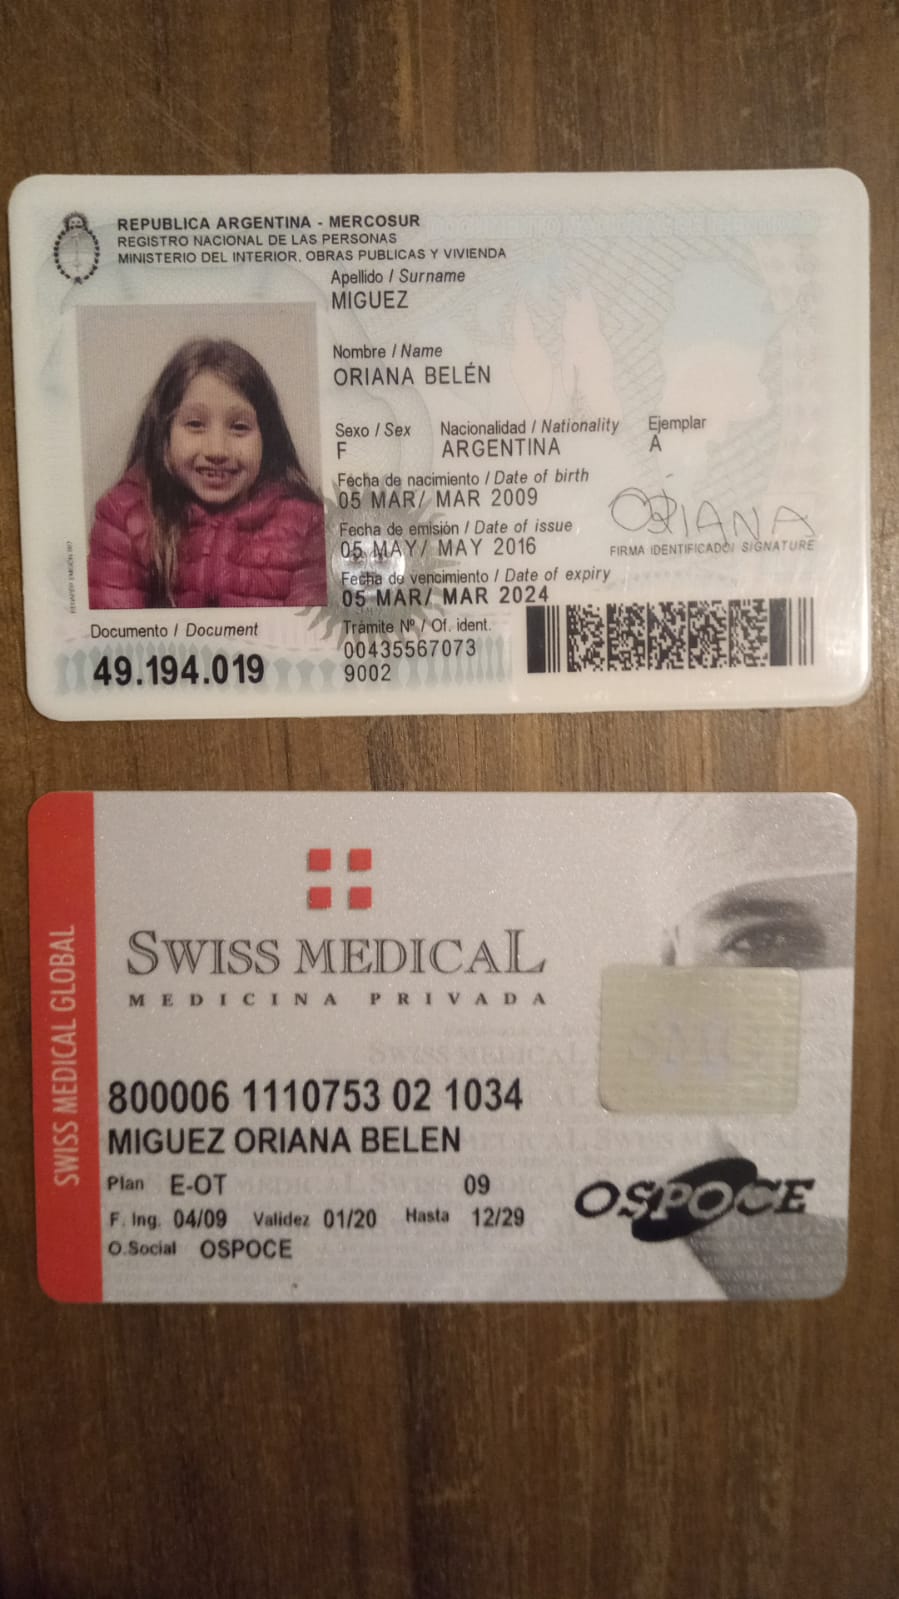 REPUBLICA ARGENTINA - MERCOSUR
REGISTRO NACIONAL DE LAS PERSONAS
MINISTERIO DEL INTERIOR, OBRAS PUBLICAS Y VIVIENDA
Apellido / Surname
MIGUEZ
Nombre / Name
ORIANA BELÉN
Sexo / Sex Nacionalidad / Nationality Ejemplar
F ARGENTINA A
Fecha de nacimiento / Date of birth
05 MAR/ MAR 2009
Fecha de emisión / Date of issue
05 MAY/ MAY 2016
ORIANA
FIRMA IDENTIFICADO/ SIGNATURE
Fecha de vencimiento / Date of expiry
05 MAR/ MAR 2024
Documento / Document
49.194.019
Trámite Nº / Of. ident.
00435567073
9002
SWISS MEDICAL GLOBAL
SWISS MEDICAL
MEDICINA PRIVADA
800006 1110753 02 1034
MIGUEZ ORIANA BELEN
Plan E-OT 09
F. Ing. 04/09 Validez 01/20 Hasta 12/29
O.Social OSPOCE
OSPOCE